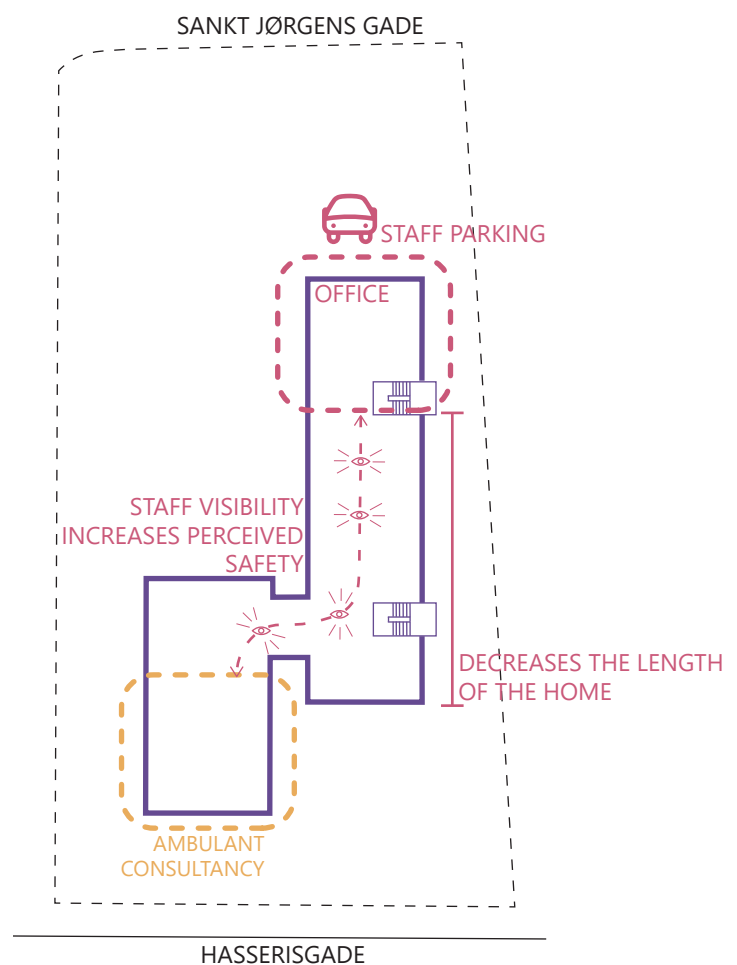 SANKT JØRGENS GADE
STAFF PARKING
OFFICE
STAFF VISIBILITY
INCREASES PERCEIVED
SAFETY
DECREASES THE LENGTH
OF THE HOME
AMBULANT
CONSULTANCY
HASSERISGADE